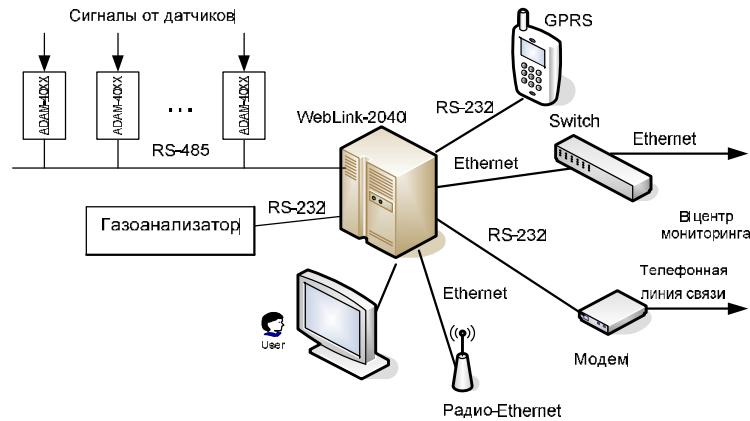 Сигналы от датчиков
GPRS
ADAM-40XX
ADAM-40XX
...
ADAM-40XX
RS-232
WebLink-2040
Switch
RS-485
Ethernet
Ethernet
RS-232
Газоанализатор
RS-232
В центр
мониторинга
Телефонная
линия связи
Ethernet
User
Модем
Радио-Ethernet